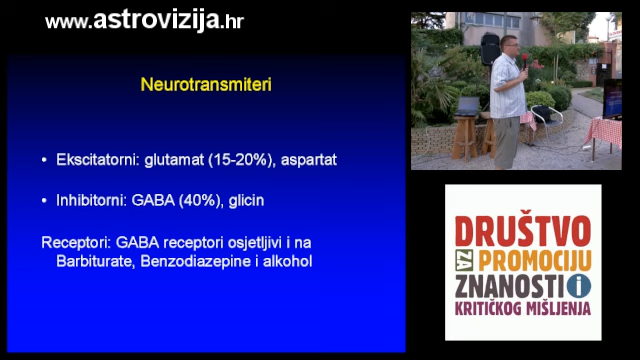 www.astrovizija.hr
Neurotransmiteri
• Ekscitatorni: glutamat (15-20%), aspartat
• Inhibitorni: GABA (40%), glicin
Receptori: GABA receptori osjetljivi i na
Barbiturate, Benzodiazepine i alkohol
DRUŠTVO
ZA PROMOCIJU
ZNANOSTI i
KRITIČKOG MIŠLJENJA